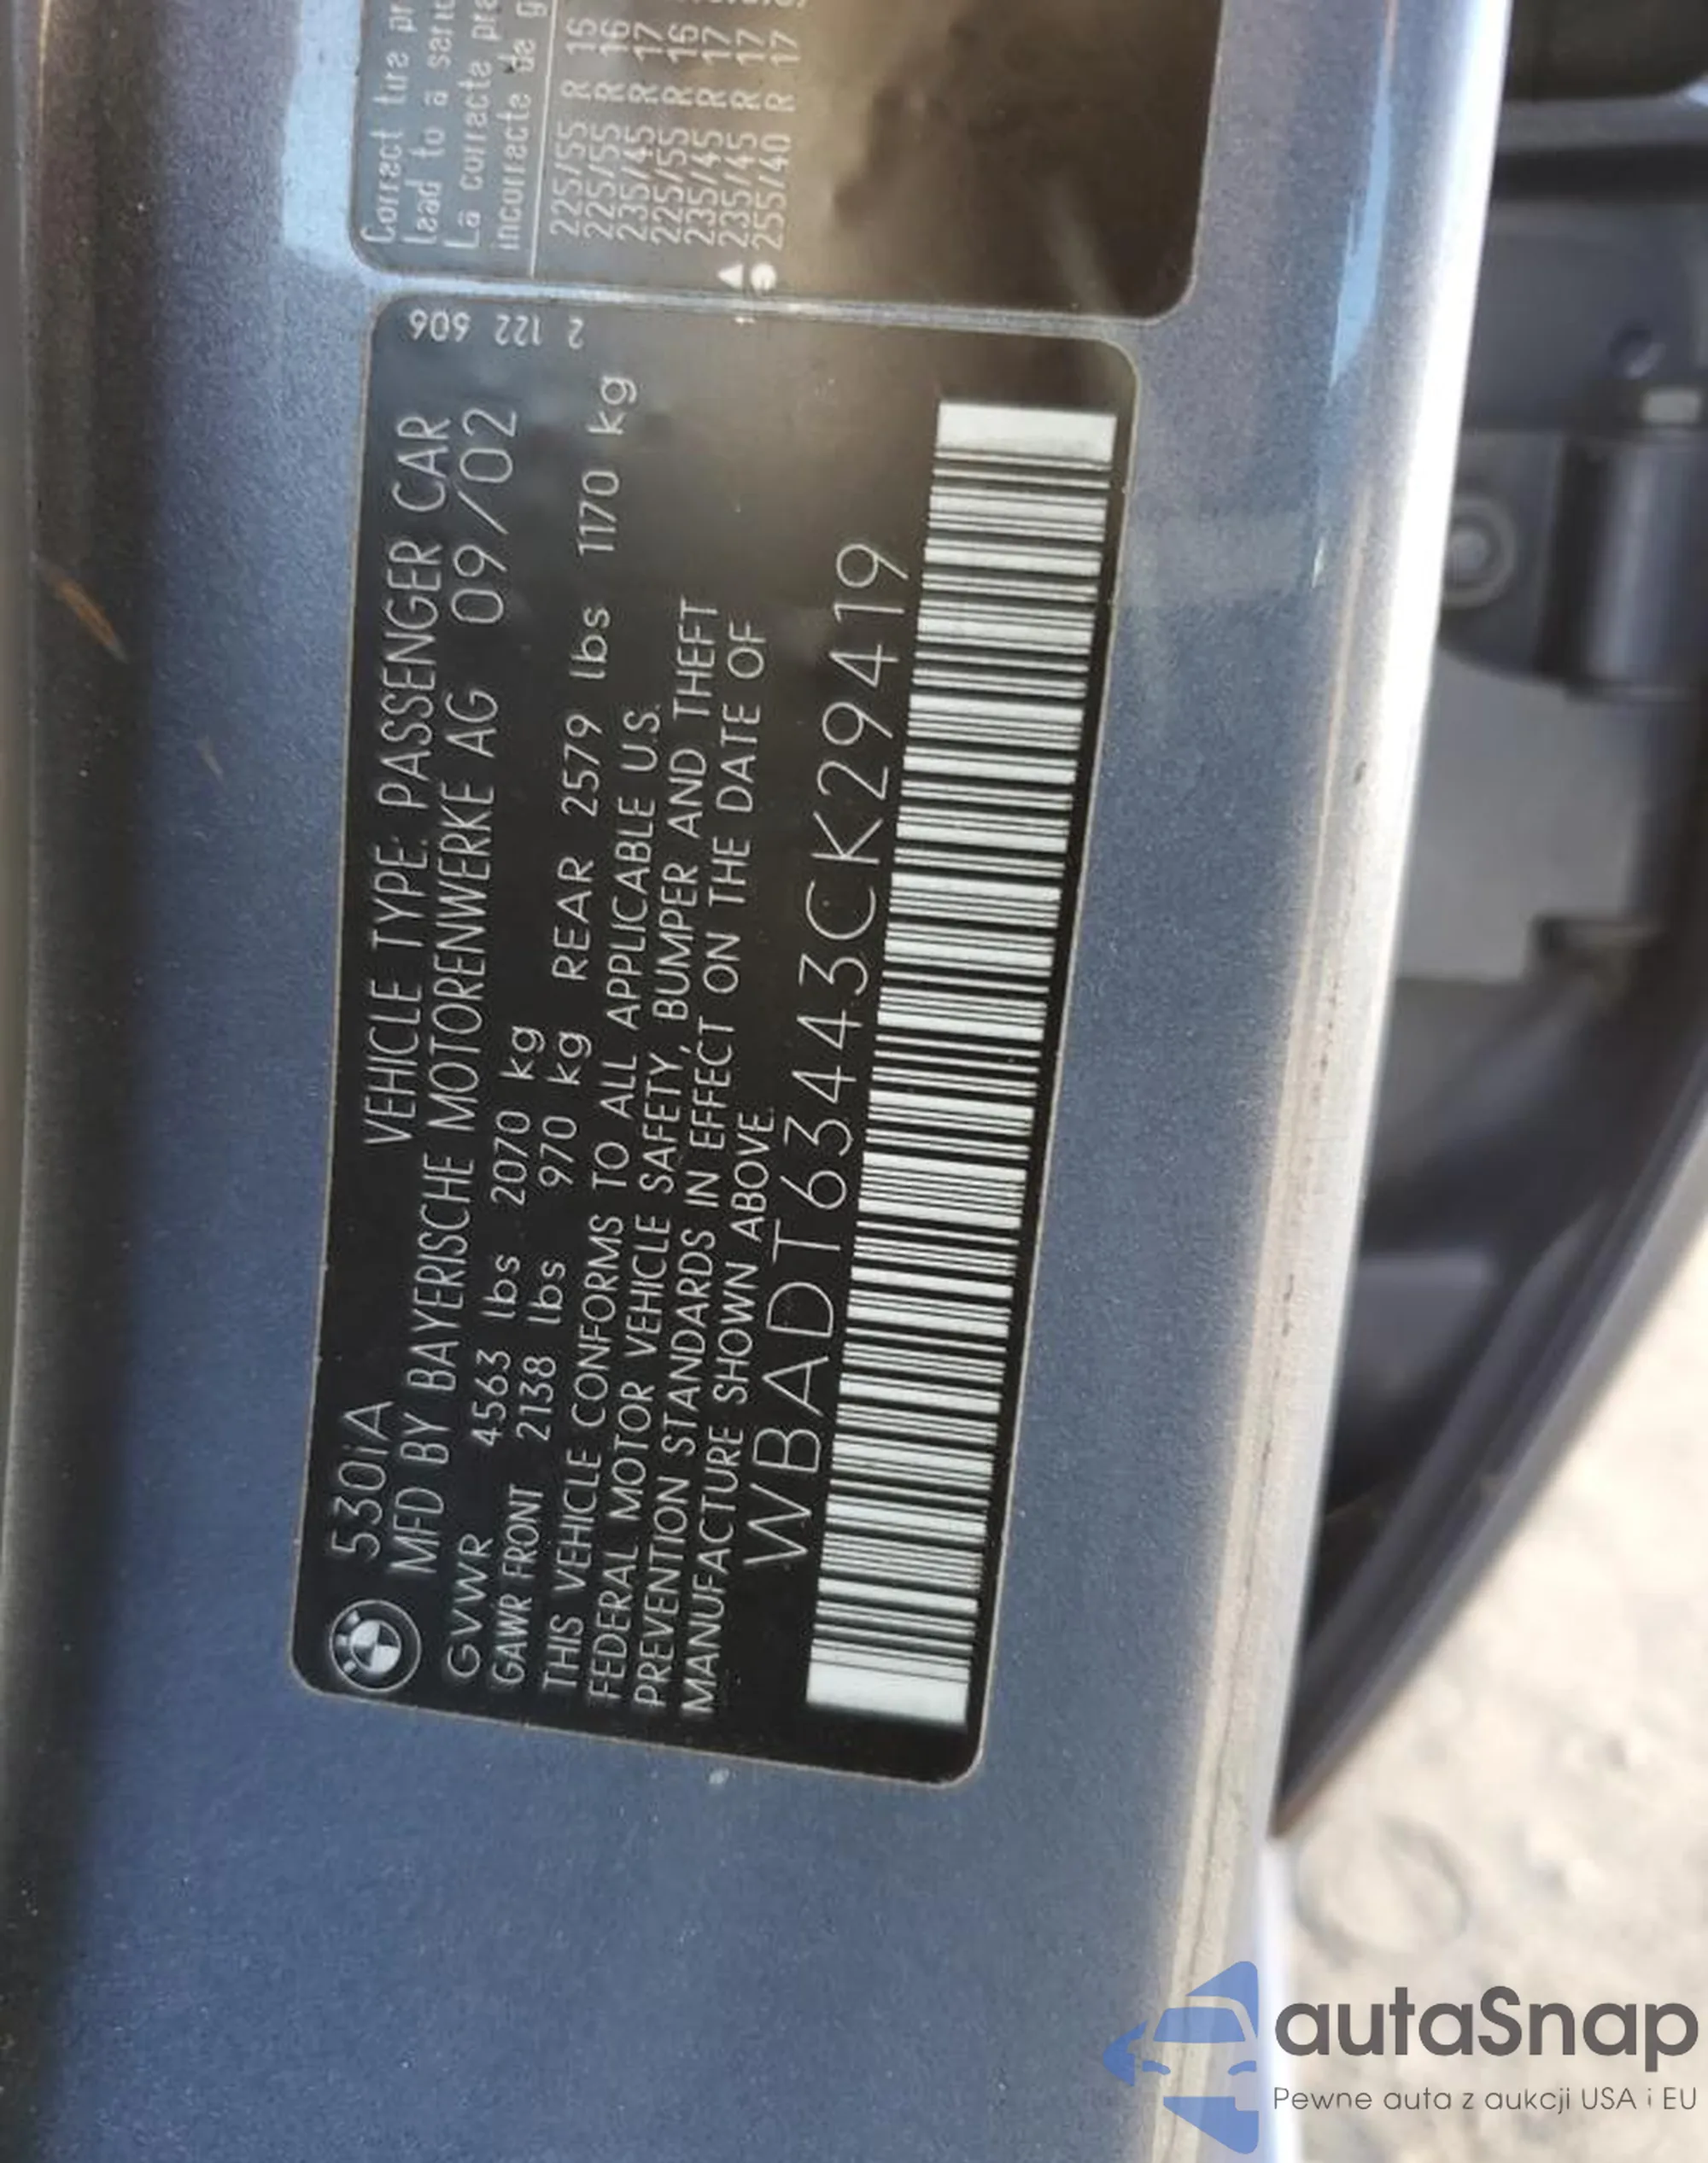 530iA VEHICLE TYPE: PASSENGER CAR
MFD BY BAYERISCHE MOTORENWERKE AG 09/02
GVWR 4563 lbs 2070 kg
GAWR FRONT 2138 lbs 970 kg REAR 2579 lbs 1170 kg
THIS VEHICLE CONFORMS TO ALL APPLICABLE U.S.
FEDERAL MOTOR VEHICLE SAFETY, BUMPER AND THEFT
PREVENTION STANDARDS IN EFFECT ON THE DATE OF
MANUFACTURE SHOWN ABOVE.
WBADT63443CK29419
2 122 606
Correct tire
lead to a
La correcte
incorrecte de
225/55 R 16
225/55 R 16
235/45 R 17
225/55 R 16
235/45 R 17
235/45 R 17
255/40 R 17
autaSnap
Pewne auta z aukcji USA i EU